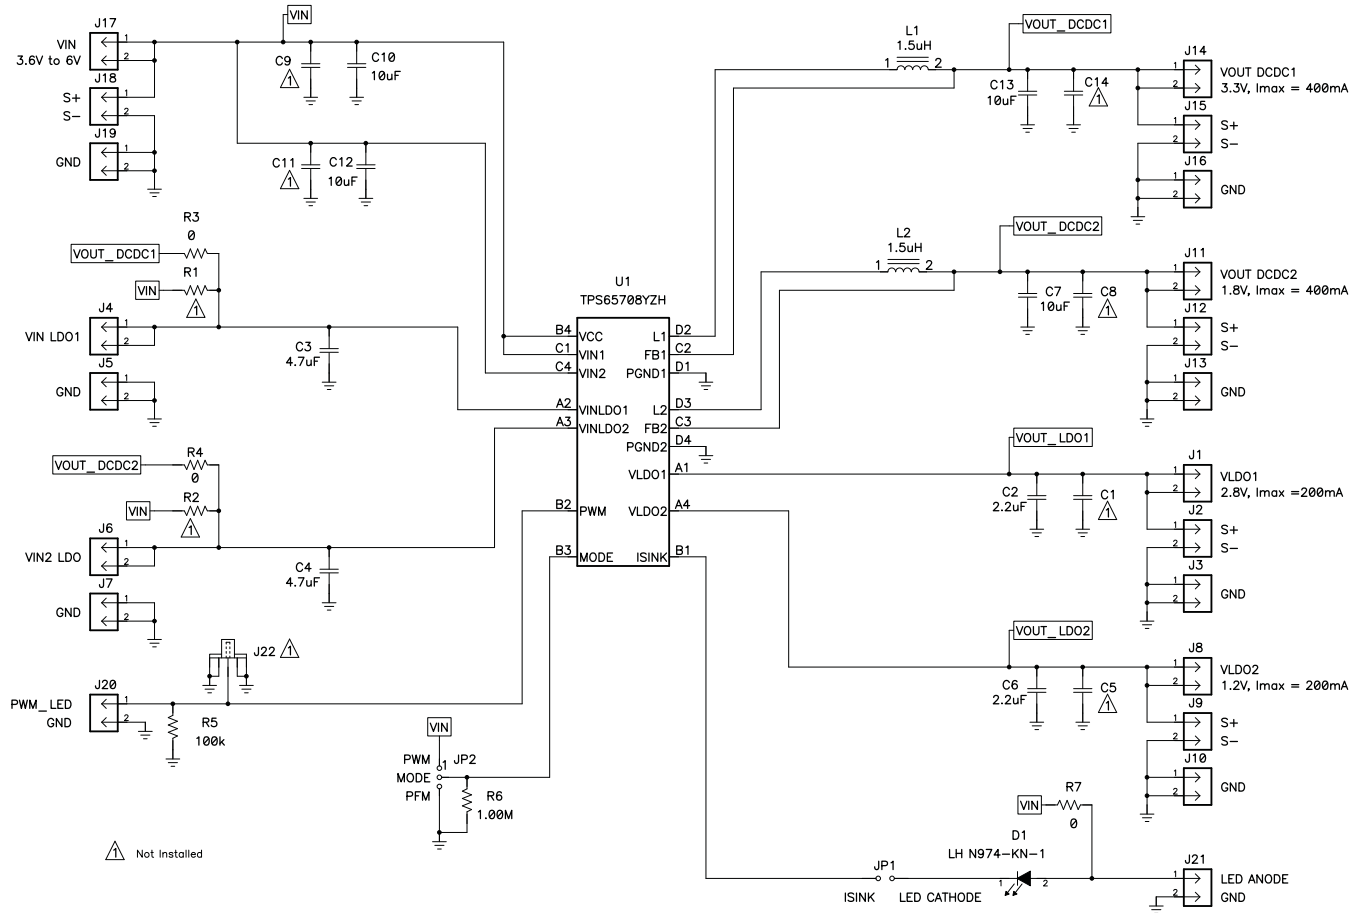 VIN
J17
VIN
3.6V to 6V
1
2
J18
S+
S-
1
2
J19
GND
1
2
C9
1
C10
10uF
C11
1
C12
10uF
R3
0
VOUT_DCDC1
R1
VIN
1
J4
VIN LDO1
1
2
C3
4.7uF
J5
GND
1
2
R4
VOUT_DCDC2
0
R2
VIN
1
J6
VIN2 LDO
1
2
C4
4.7uF
J7
GND
1
2
J22
1
J20
PWM_LED
GND
1
2
R5
100k
VIN
PWM
1
JP2
MODE
PFM
R6
1.00M
1
Not Installed
U1
TPS65708YZH
B4 VCC
C1 VIN1
C4 VIN2
A2 VINLDO1
A3 VINLDO2
B2 PWM
B3 MODE
L1 D2
FB1 C2
PGND1 D1
L2 D3
FB2 C3
PGND2 D4
VLDO1 A1
VLDO2 A4
ISINK B1
VOUT_DCDC1
L1
1.5uH
1 2
C13
10uF
C14
1
J14
1
2
VOUT DCDC1
3.3V, Imax = 400mA
J15
1
2
S+
S-
J16
1
2
GND
VOUT_DCDC2
L2
1.5uH
1 2
C7
10uF
C8
1
J11
1
2
VOUT DCDC2
1.8V, Imax = 400mA
J12
1
2
S+
S-
J13
1
2
GND
VOUT_LDO1
C2
2.2uF
C1
1
J1
1
2
VLDO1
2.8V, Imax =200mA
J2
1
2
S+
S-
J3
1
2
GND
VOUT_LDO2
C6
2.2uF
C5
1
J8
1
2
VLDO2
1.2V, Imax = 200mA
J9
1
2
S+
S-
J10
1
2
GND
R7
VIN
0
D1
LH N974-KN-1
1 2
JP1
ISINK
LED CATHODE
J21
1
2
LED ANODE
GND